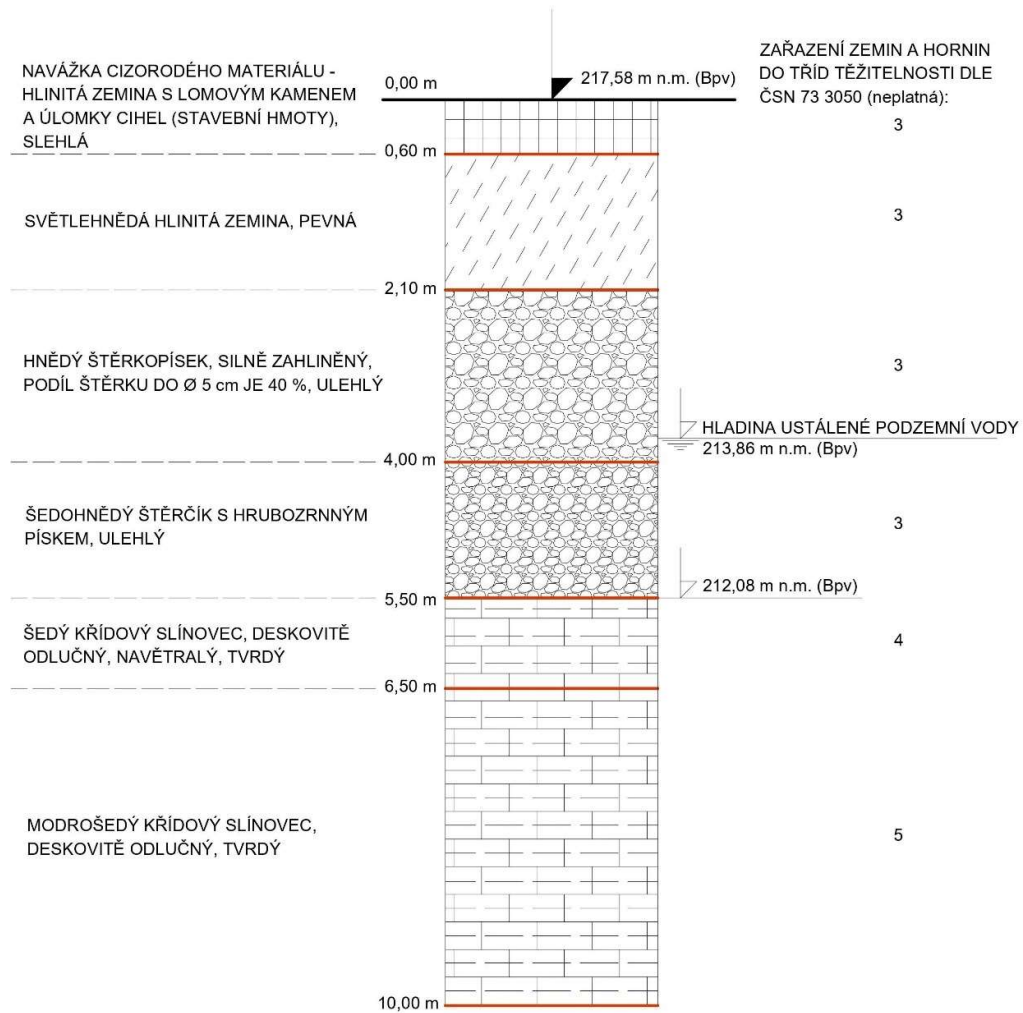 NAVÁŽKA CIZORODÉHO MATERIÁLU -
HLINITÁ ZEMINA S LOMOVÝM KAMENEM
A ÚLOMKY CIHEL (STAVEBNÍ HMOTY),
SLEHLÁ
0,00 m
217,58 m n.m. (Bpv)
ZAŘAZENÍ ZEMIN A HORNIN
DO TŘÍD TĚŽITELNOSTI DLE
ČSN 73 3050 (neplatná):
3
0,60 m
SVĚTLEHNĚDÁ HLINITÁ ZEMINA, PEVNÁ
3
2,10 m
HNĚDÝ ŠTĚRKOPÍSEK, SILNĚ ZAHLINĚNÝ,
PODÍL ŠTĚRKU DO Ø 5 cm JE 40 %, ULEHLÝ
3
HLADINA USTÁLENÉ PODZEMNÍ VODY
213,86 m n.m. (Bpv)
4,00 m
ŠEDOHNĚDÝ ŠTĚRČÍK S HRUBOZRNNÝM
PÍSKEM, ULEHLÝ
3
212,08 m n.m. (Bpv)
5,50 m
ŠEDÝ KŘÍDOVÝ SLÍNOVEC, DESKOVITĚ
ODLUČNÝ, NAVĚTRALÝ, TVRDÝ
4
6,50 m
MODROŠEDÝ KŘÍDOVÝ SLÍNOVEC,
DESKOVITĚ ODLUČNÝ, TVRDÝ
5
10,00 m